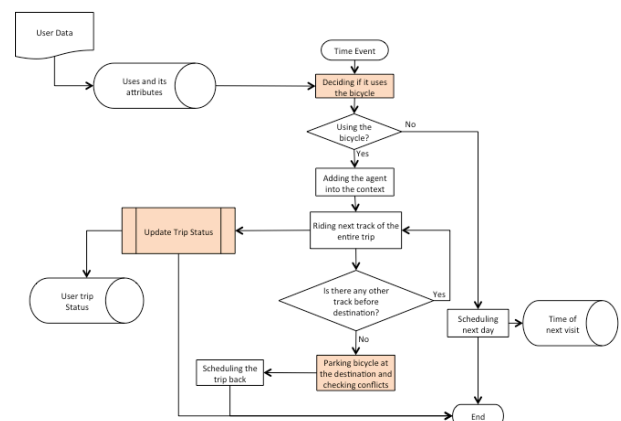 User Data
Time Event
Uses and its
attributes
Deciding if it uses
the bicycle
Using the
bicycle?
No
Yes
Adding the agent
into the context
Update Trip Status
Riding next track of the
entire trip
User trip
Status
Is there any other
track before
destination?
Yes
No
Scheduling
next day
Time of
next visit
Scheduling the
trip back
Parking bicycle at
the destination and
checking conflicts
End